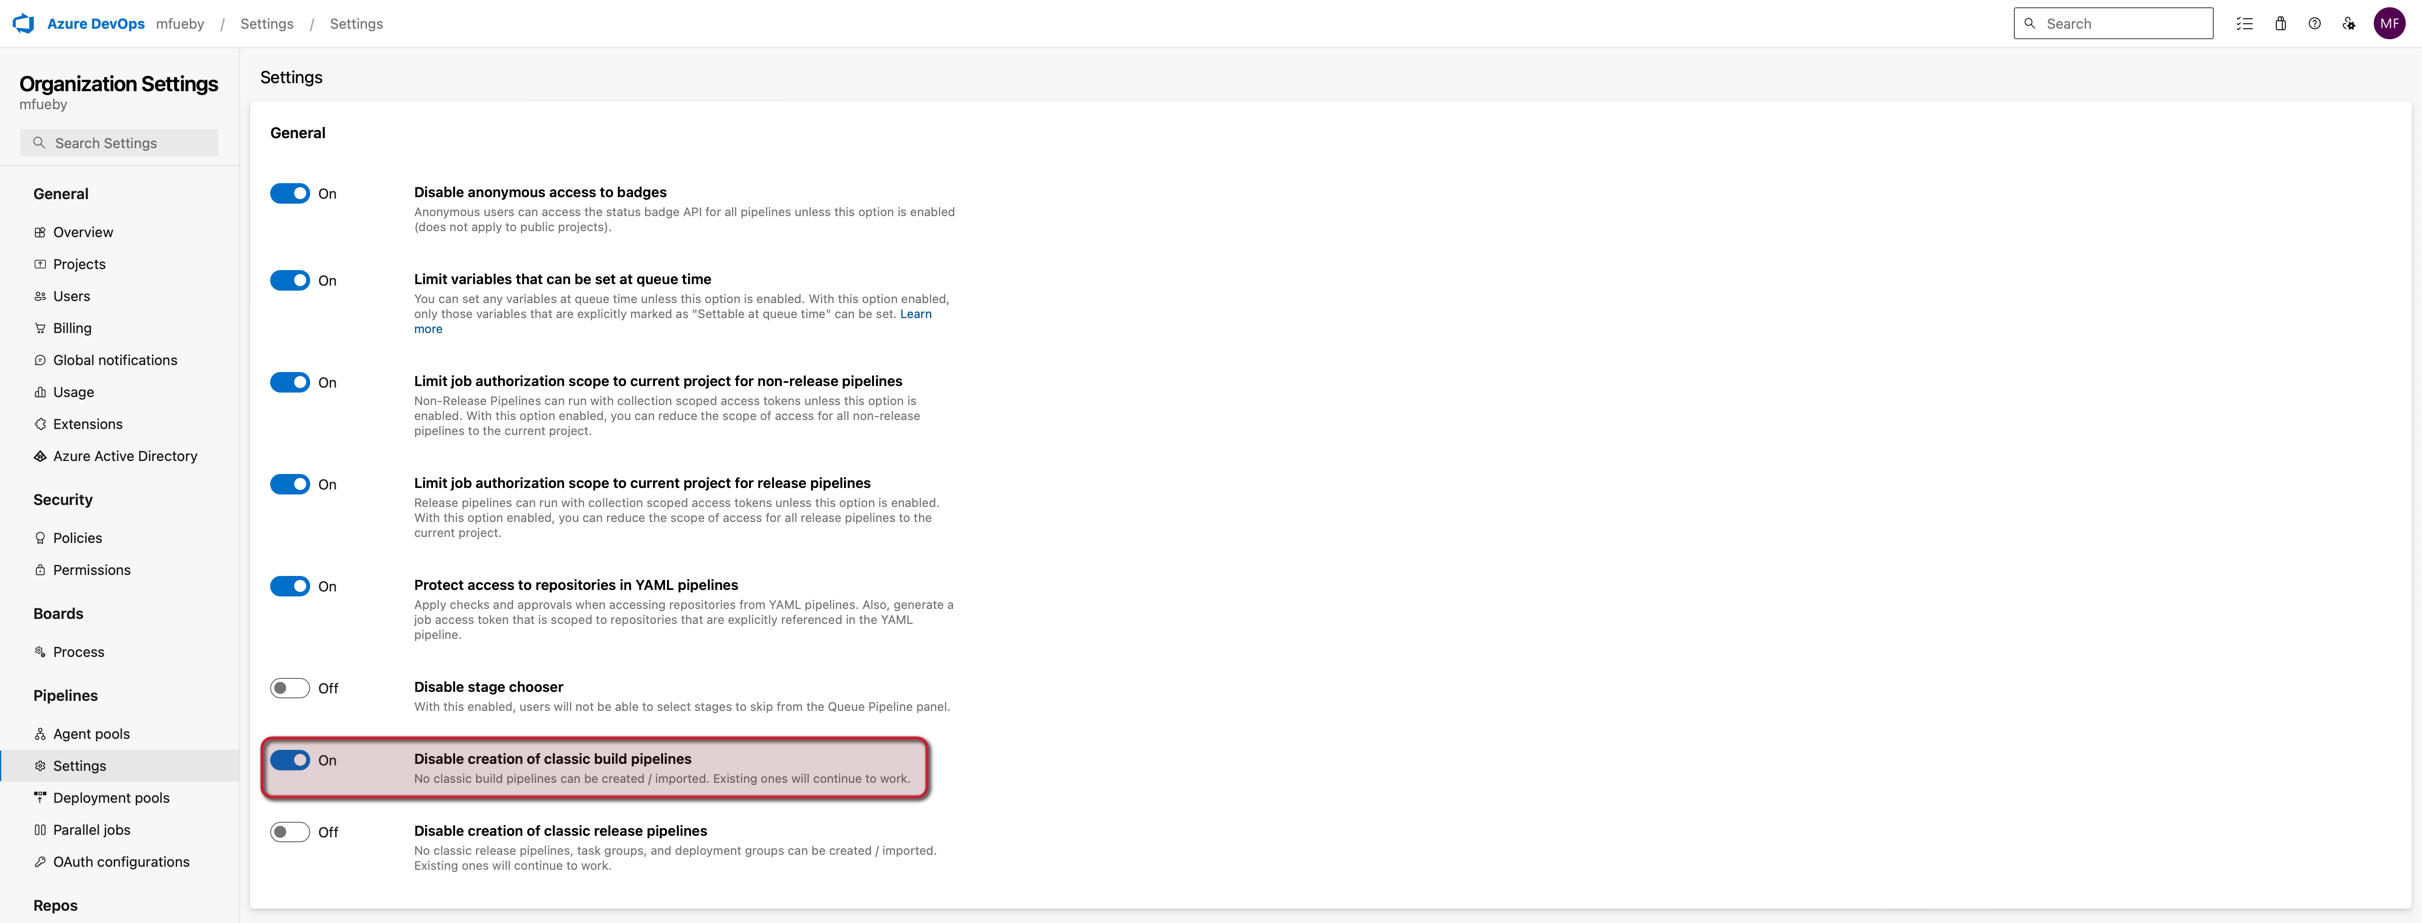 Azure DevOps mfueby / Settings / Settings
Search
MF
Organization Settings
mfueby
Search Settings
General
Overview
Projects
Users
Billing
Global notifications
Usage
Extensions
Azure Active Directory
Security
Policies
Permissions
Boards
Process
Pipelines
Agent pools
Settings
Deployment pools
Parallel jobs
OAuth configurations
Repos
Settings
General
On
Disable anonymous access to badges
Anonymous users can access the status badge API for all pipelines unless this option is enabled
(does not apply to public projects).
On
Limit variables that can be set at queue time
You can set any variables at queue time unless this option is enabled. With this option enabled,
only those variables that are explicitly marked as "Settable at queue time" can be set. Learn
more
On
Limit job authorization scope to current project for non-release pipelines
Non-Release Pipelines can run with collection scoped access tokens unless this option is
enabled. With this option enabled, you can reduce the scope of access for all non-release
pipelines to the current project.
On
Limit job authorization scope to current project for release pipelines
Release pipelines can run with collection scoped access tokens unless this option is enabled.
With this option enabled, you can reduce the scope of access for all release pipelines to the
current project.
On
Protect access to repositories in YAML pipelines
Apply checks and approvals when accessing repositories from YAML pipelines. Also, generate a
job access token that is scoped to repositories that are explicitly referenced in the YAML
pipeline.
Off
Disable stage chooser
With this enabled, users will not be able to select stages to skip from the Queue Pipeline panel.
On
Disable creation of classic build pipelines
No classic build pipelines can be created / imported. Existing ones will continue to work.
Off
Disable creation of classic release pipelines
No classic release pipelines, task groups, and deployment groups can be created / imported.
Existing ones will continue to work.